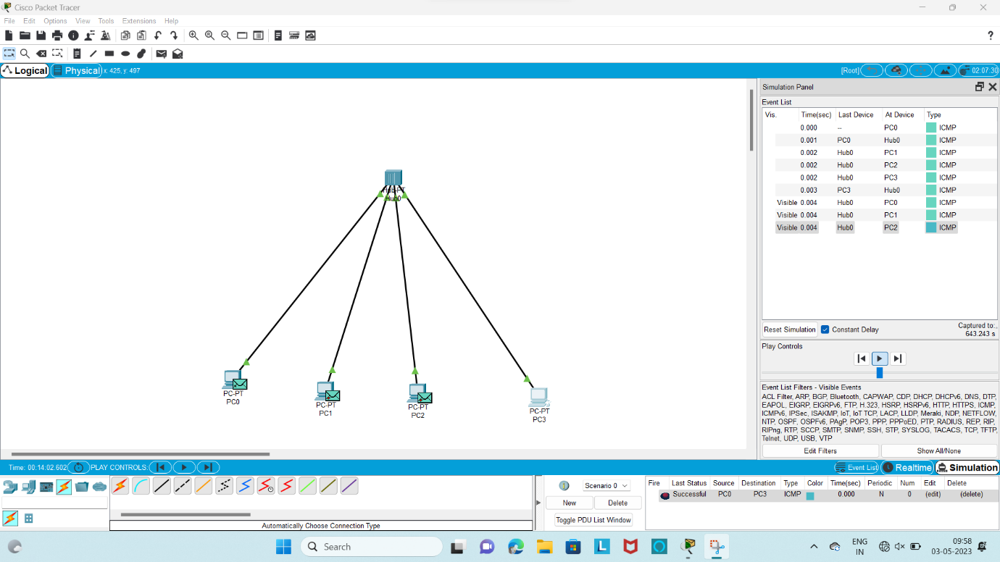 Cisco Packet Tracer
File Edit Options View Tools Extensions Help
?
Logical Physical x: 425, y: 497 [Root] 02:07:30
Hub-PT
Hub0
PC-PT
PC0
PC-PT
PC1
PC-PT
PC2
PC-PT
PC3
Simulation Panel
Event List
Vis. Time(sec) Last Device At Device Type
0.000 -- PC0 ICMP
0.001 PC0 Hub0 ICMP
0.002 Hub0 PC1 ICMP
0.002 Hub0 PC2 ICMP
0.002 Hub0 PC3 ICMP
0.003 PC3 Hub0 ICMP
Visible 0.004 Hub0 PC0 ICMP
Visible 0.004 Hub0 PC1 ICMP
Visible 0.004 Hub0 PC2 ICMP
Reset Simulation Constant Delay Captured to:
643.243 s
Play Controls
Event List Filters - Visible Events
ACL Filter, ARP, BGP, Bluetooth, CAPWAP, CDP, DHCP, DHCPv6, DNS, DTP,
EAPOL, EIGRP, EIGRPv6, FTP, H.323, HSRP, HSRPv6, HTTP, HTTPS, ICMP,
ICMPv6, IPSec, ISAKMP, IoT, IoT TCP, LACP, LLDP, Meraki, NDP, NETFLOW,
NTP, OSPF, OSPFv6, PAgP, POP3, PPP, PPPoED, PTP, RADIUS, REP, RIP,
RIPng, RTP, SCCP, SMTP, SNMP, SSH, STP, SYSLOG, TACACS, TCP, TFTP,
Telnet, UDP, USB, VTP
Edit Filters Show All/None
Time: 00:14:02.602 PLAY CONTROLS: Event List Realtime Simulation
Automatically Choose Connection Type
Scenario 0
New Delete
Toggle PDU List Window
Fire Last Status Source Destination Type Color Time(sec) Periodic Num Edit Delete
Successful PC0 PC3 ICMP 0.000 N 0 (edit) (delete)
Search
L
ENG
IN
09:58
03-05-2023